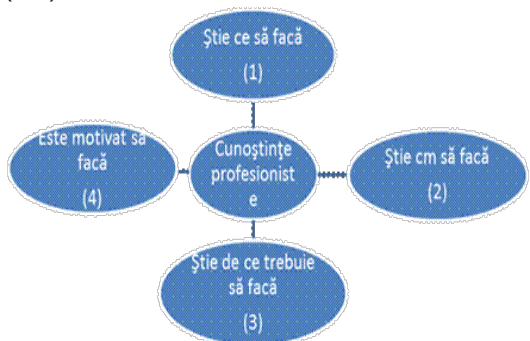 Ştie ce să facă
(1)
Este motivat să
facă
(4)
Cunoştinţe
profesionist
e
Ştie cm să facă
(2)
Ştie de ce trebuie
să facă
(3)